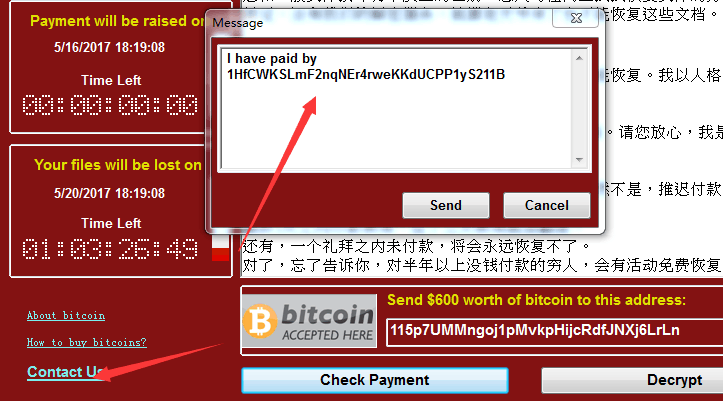 Payment will be raised on
5/16/2017 18:19:08
Time Left
00:00:00:00
Your files will be lost on
5/20/2017 18:19:08
Time Left
01:03:26:49
About bitcoin
How to buy bitcoins?
Contact Us
Message
I have paid by
1HfCWKSLmF2nqNEr4rweKKdUCPP1yS211B
Send
Cancel
恢复这些文档。
恢复。我以人格
。请您放心，我是
不是，推迟付款
还有，一个礼拜之内未付款，将会永远恢复不了。
对了，忘了告诉你，对半年以上没钱付款的穷人，会有活动免费恢复
bitcoin
ACCEPTED HERE
Send $600 worth of bitcoin to this address:
115p7UMMngoj1pMvkpHijcRdfJNXj6LrLn
Check Payment
Decrypt